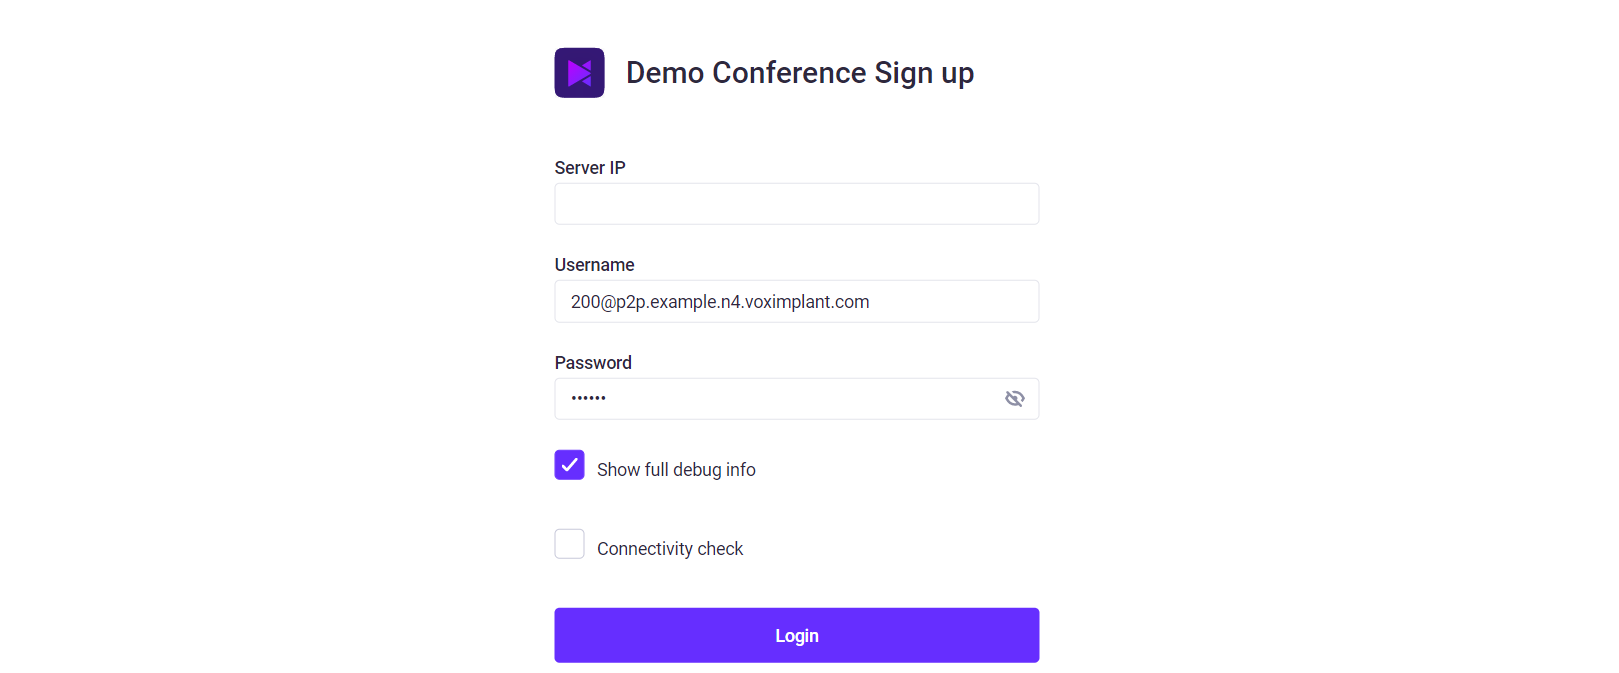 Demo Conference Sign up
Server IP
Username
200@p2p.example.n4.voximplant.com
Password
••••••
Show full debug info
Connectivity check
Login